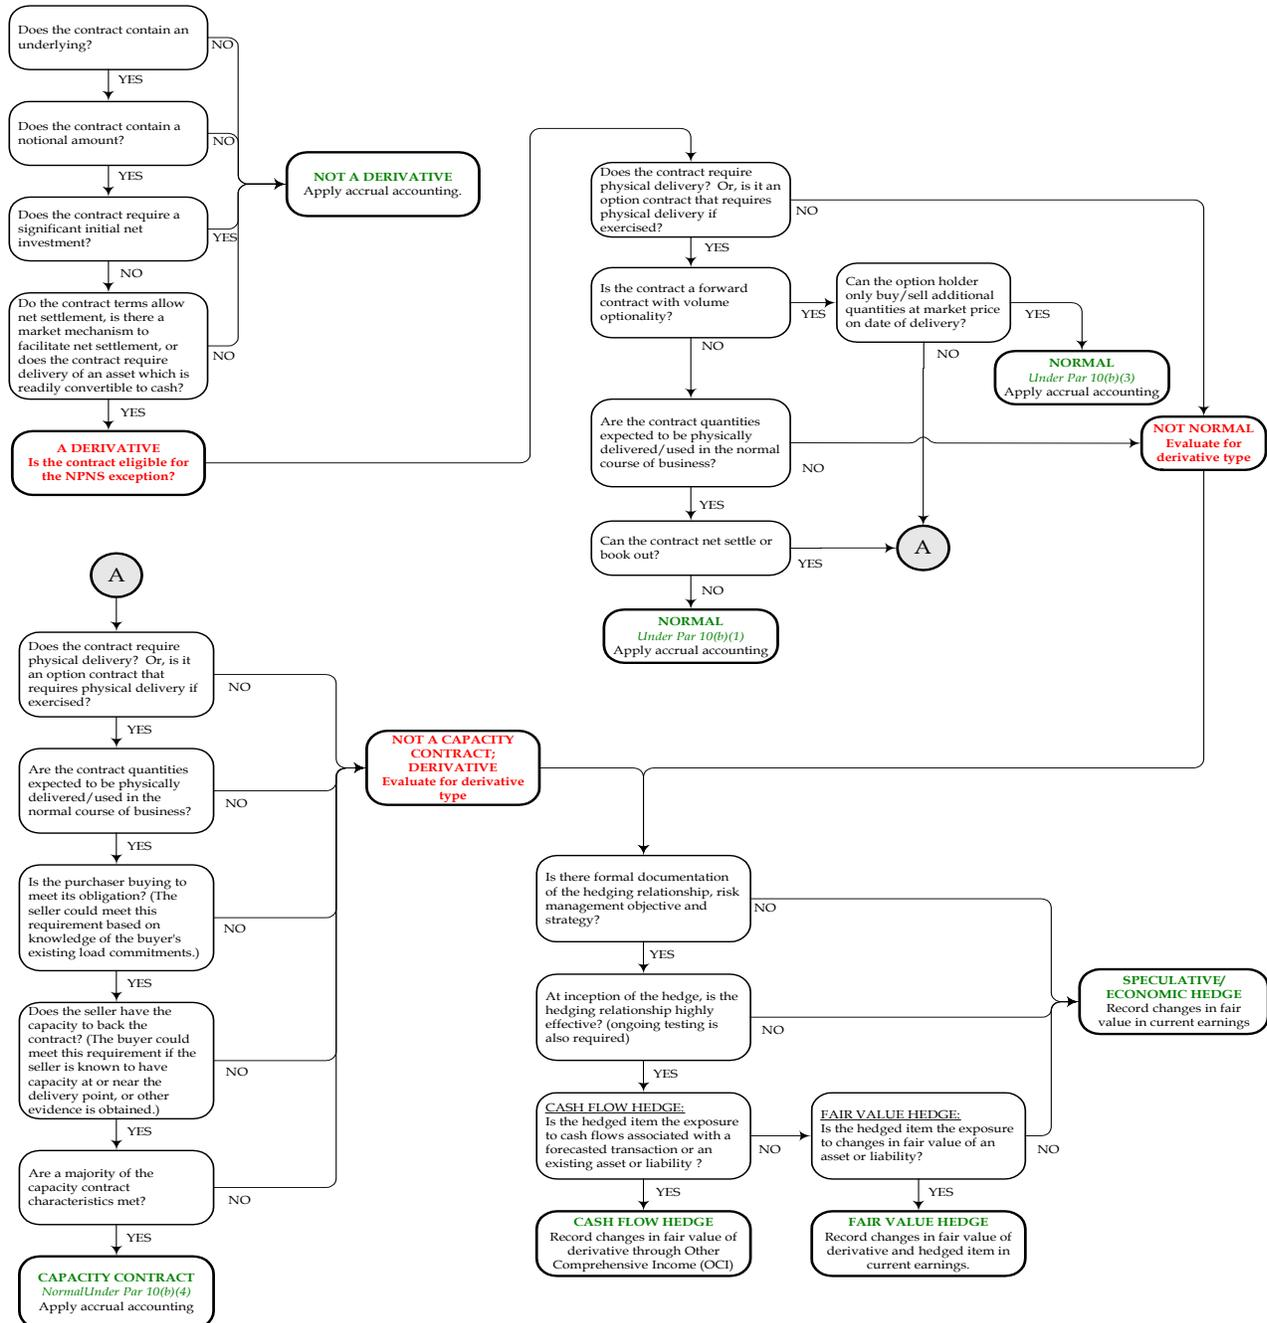 Does the contract contain an
underlying?
NO
YES
Does the contract contain a
notional amount?
NO
YES
Does the contract require a
significant initial net
investment?
YES
NO
Do the contract terms allow
net settlement, is there a
market mechanism to
facilitate net settlement, or
does the contract require
delivery of an asset which is
readily convertible to cash?
NO
YES
A DERIVATIVE
Is the contract eligible for
the NPNS exception?
NOT A DERIVATIVE
Apply accrual accounting.
Does the contract require
physical delivery? Or, is it an
option contract that requires
physical delivery if
exercised?
NO
YES
Is the contract a forward
contract with volume
optionality?
YES
NO
Can the option holder
only buy/sell additional
quantities at market price
on date of delivery?
YES
NO
NORMAL
Under Par 10(b)(3)
Apply accrual accounting
Are the contract quantities
expected to be physically
delivered/used in the normal
course of business?
NO
YES
NOT NORMAL
Evaluate for
derivative type
Can the contract net settle or
book out?
YES
NO
A
NORMAL
Under Par 10(b)(1)
Apply accrual accounting
A
Does the contract require
physical delivery? Or, is it
an option contract that
requires physical delivery if
exercised?
NO
YES
Are the contract quantities
expected to be physically
delivered/used in the
normal course of business?
NO
YES
Is the purchaser buying to
meet its obligation? (The
seller could meet this
requirement based on
knowledge of the buyer's
existing load commitments.)
NO
YES
Does the seller have the
capacity to back the
contract? (The buyer could
meet this requirement if the
seller is known to have
capacity at or near the
delivery point, or other
evidence is obtained.)
NO
YES
Are a majority of the
capacity contract
characteristics met?
NO
YES
CAPACITY CONTRACT
NormalUnder Par 10(b)(4)
Apply accrual accounting
NOT A CAPACITY
CONTRACT;
DERIVATIVE
Evaluate for derivative
type
Is there formal documentation
of the hedging relationship, risk
management objective and
strategy?
NO
YES
At inception of the hedge, is the
hedging relationship highly
effective? (ongoing testing is
also required)
NO
YES
CASH FLOW HEDGE:
Is the hedged item the exposure
to cash flows associated with a
forecasted transaction or an
existing asset or liability ?
NO
YES
FAIR VALUE HEDGE:
Is the hedged item the exposure
to changes in fair value of an
asset or liability?
NO
YES
SPECULATIVE/
ECONOMIC HEDGE
Record changes in fair
value in current earnings
CASH FLOW HEDGE
Record changes in fair value of
derivative through Other
Comprehensive Income (OCI)
FAIR VALUE HEDGE
Record changes in fair value of
derivative and hedged item in
current earnings.